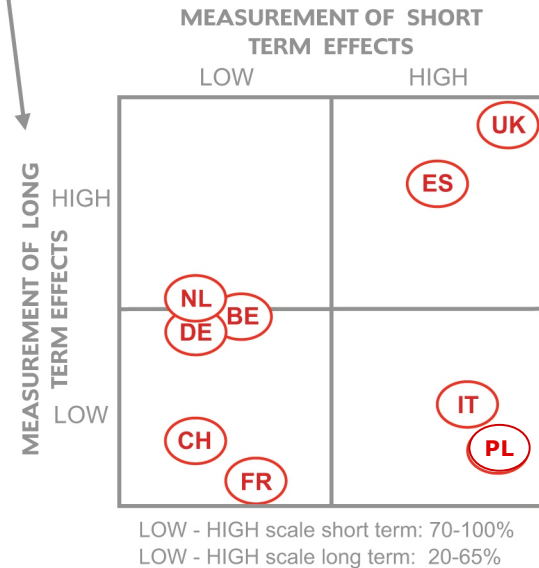 MEASUREMENT OF SHORT
TERM EFFECTS
LOW HIGH
UK
ES
MEASUREMENT OF LONG
TERM EFFECTS
HIGH
NL
BE
DE
LOW
IT
CH
PL
FR
LOW - HIGH scale short term: 70-100%
LOW - HIGH scale long term: 20-65%